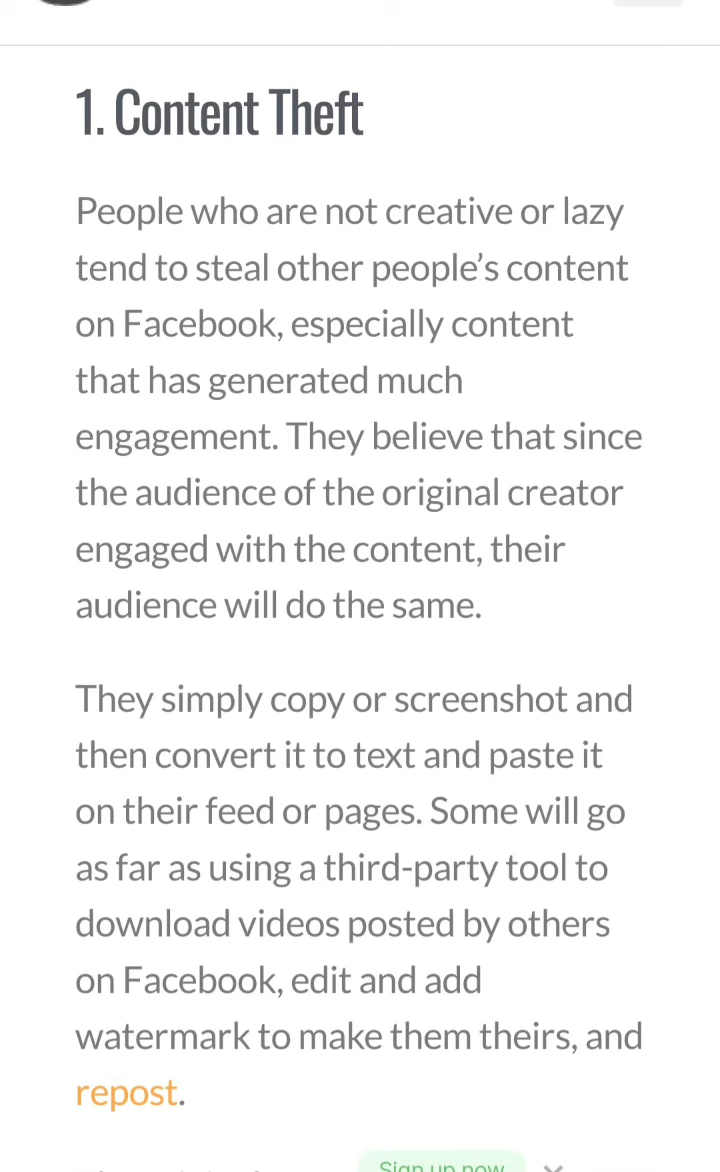 1. Content Theft
People who are not creative or lazy
tend to steal other people’s content
on Facebook, especially content
that has generated much
engagement. They believe that since
the audience of the original creator
engaged with the content, their
audience will do the same.
They simply copy or screenshot and
then convert it to text and paste it
on their feed or pages. Some will go
as far as using a third-party tool to
download videos posted by others
on Facebook, edit and add
watermark to make them theirs, and
repost.
Sign up now